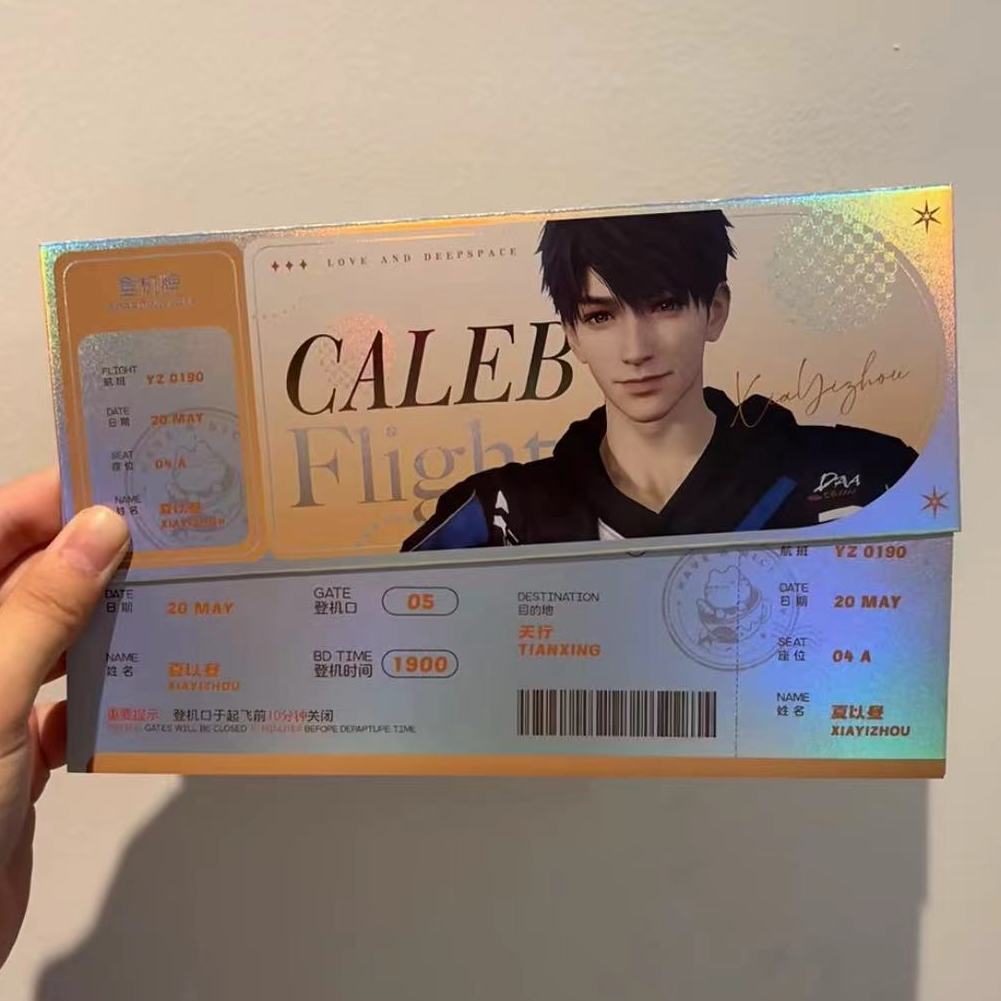 LOVE AND DEEPSPACE
登机牌
FLIGHT
航班 YZ 0190
DATE
日期 20 MAY
SEAT
座位 04 A
NAME
姓名 夏以昼
XIAYIZHOU
CALEB
Flight
XiaYizhou
DAA
航班 YZ 0190
DATE
日期 20 MAY
GATE
登机口 05
DESTINATION
目的地
天行
TIANXING
DATE
日期 20 MAY
NAME
姓名 夏以昼
XIAYIZHOU
BD TIME
登机时间 1900
SEAT
座位 04 A
NAME
姓名 夏以昼
XIAYIZHOU
重要提示 登机口于起飞前10分钟关闭
GATES WILL BE CLOSED MINUTES BEFORE DEPARTURE TIME